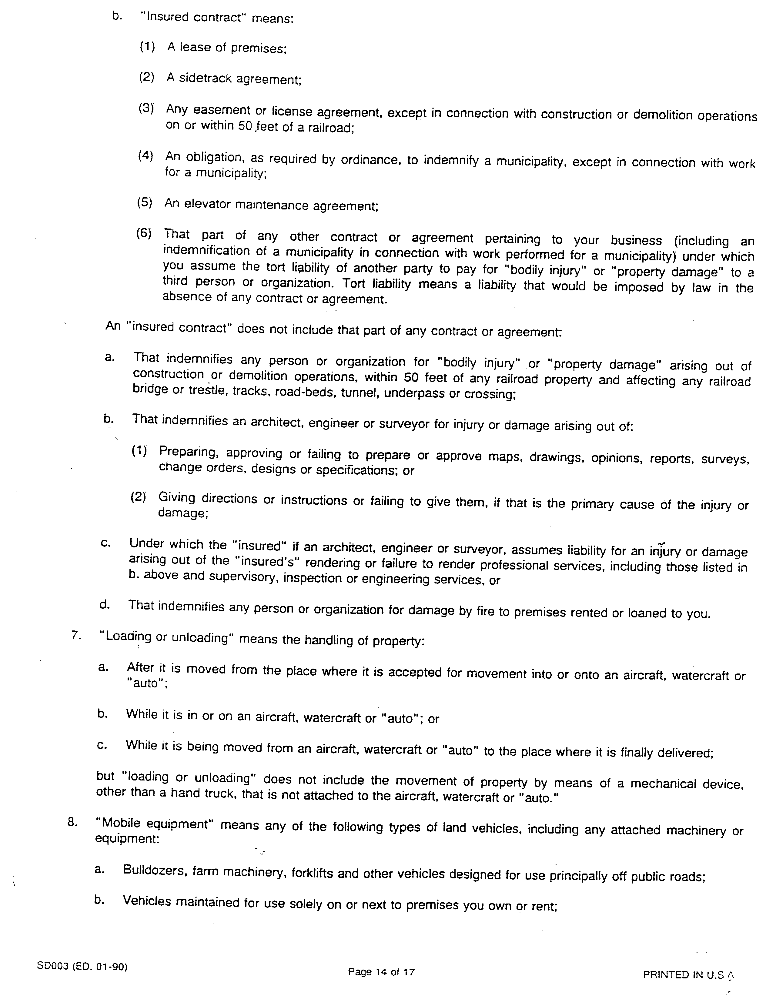 b. "Insured contract" means:
(1) A lease of premises;
(2) A sidetrack agreement;
(3) Any easement or license agreement, except in connection with construction or demolition operations
on or within 50 feet of a railroad;
(4) An obligation, as required by ordinance, to indemnify a municipality, except in connection with work
for a municipality;
(5) An elevator maintenance agreement;
(6) That part of any other contract or agreement pertaining to your business (including an
indemnification of a municipality in connection with work performed for a municipality) under which
you assume the tort liability of another party to pay for "bodily injury" or "property damage" to a
third person or organization. Tort liability means a liability that would be imposed by law in the
absence of any contract or agreement.
An "insured contract" does not include that part of any contract or agreement:
a. That indemnifies any person or organization for "bodily injury" or "property damage" arising out of
construction or demolition operations, within 50 feet of any railroad property and affecting any railroad
bridge or trestle, tracks, road-beds, tunnel, underpass or crossing;
b. That indemnifies an architect, engineer or surveyor for injury or damage arising out of:
(1) Preparing, approving or failing to prepare or approve maps, drawings, opinions, reports, surveys,
change orders, designs or specifications; or
(2) Giving directions or instructions or failing to give them, if that is the primary cause of the injury or
damage;
c. Under which the "insured" if an architect, engineer or surveyor, assumes liability for an injury or damage
arising out of the "insured's" rendering or failure to render professional services, including those listed in
b. above and supervisory, inspection or engineering services, or
d. That indemnifies any person or organization for damage by fire to premises rented or loaned to you.
7. "Loading or unloading" means the handling of property:
a. After it is moved from the place where it is accepted for movement into or onto an aircraft, watercraft or
"auto";
b. While it is in or on an aircraft, watercraft or "auto"; or
c. While it is being moved from an aircraft, watercraft or "auto" to the place where it is finally delivered;
but "loading or unloading" does not include the movement of property by means of a mechanical device,
other than a hand truck, that is not attached to the aircraft, watercraft or "auto."
8. "Mobile equipment" means any of the following types of land vehicles, including any attached machinery or
equipment:
a. Bulldozers, farm machinery, forklifts and other vehicles designed for use principally off public roads;
b. Vehicles maintained for use solely on or next to premises you own or rent;
SD003 (ED. 01-90)
Page 14 of 17
PRINTED IN U.S A.